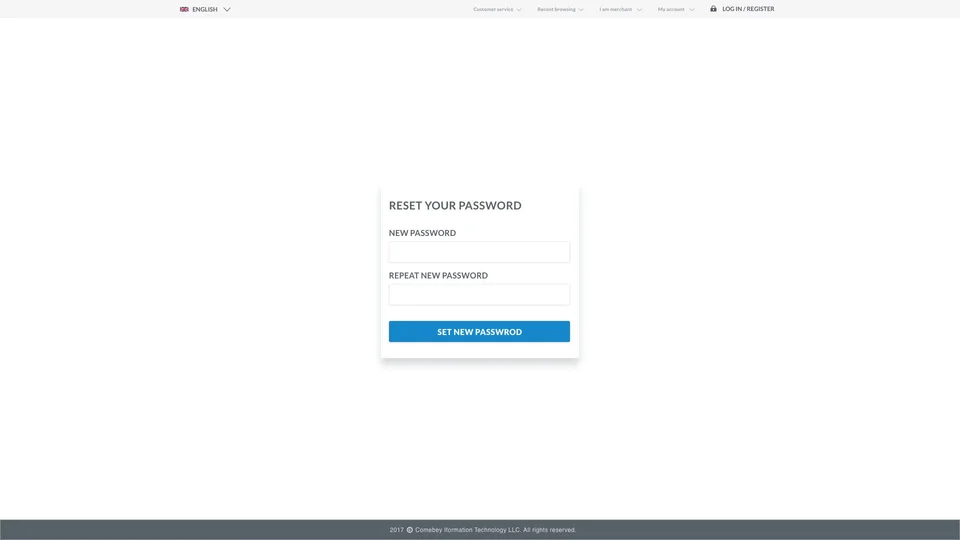 ENGLISH Customer service Recent browsing I am merchant My account LOG IN / REGISTER
RESET YOUR PASSWORD
NEW PASSWORD
REPEAT NEW PASSWORD
SET NEW PASSWROD
2017 © Comebey Iformation Technology LLC. All rights reserved.